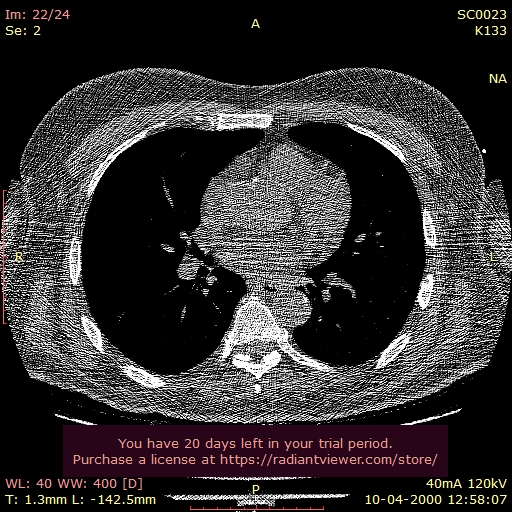 Im: 22/24
Se: 2
A
SC0023
K133
NA
R
L
You have 20 days left in your trial period.
Purchase a license at https://radiantviewer.com/store/
WL: 40 WW: 400 [D]
T: 1.3mm L: -142.5mm
P
40mA 120kV
10-04-2000 12:58:07